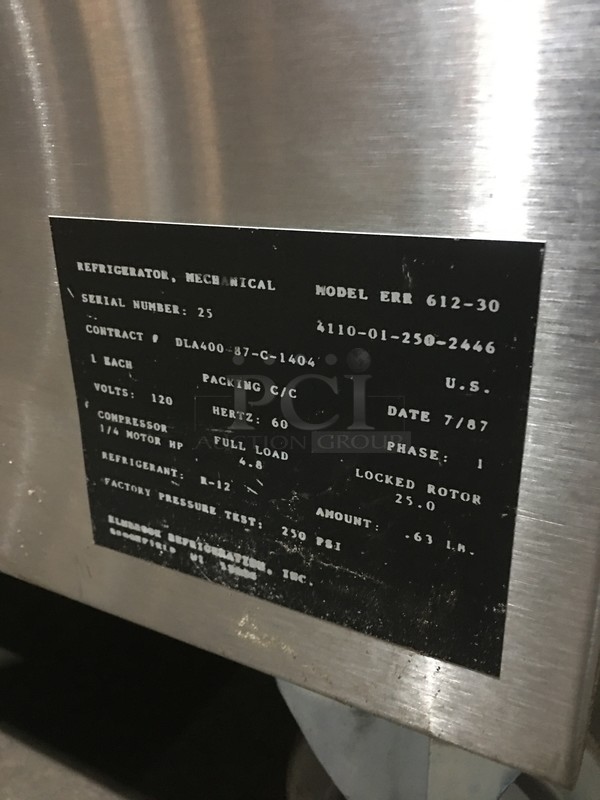 REFRIGERATOR, MECHANICAL MODEL ERR 612-30
SERIAL NUMBER: 25 4110-01-250-2446
CONTRACT # DLA400-87-C-1404 U.S.
1 EACH PACKING C/C DATE 7/87
VOLTS: 120 HERTZ: 60 PHASE: 1
COMPRESSOR FULL LOAD LOCKED ROTOR
1/4 MOTOR HP 4.8 25.0
REFRIGERANT: R-12 AMOUNT: .63 LB.
FACTORY PRESSURE TEST: 250 PSI
ELMBROOK REFRIGERATION, INC.
PCI
AUCTION GROUP